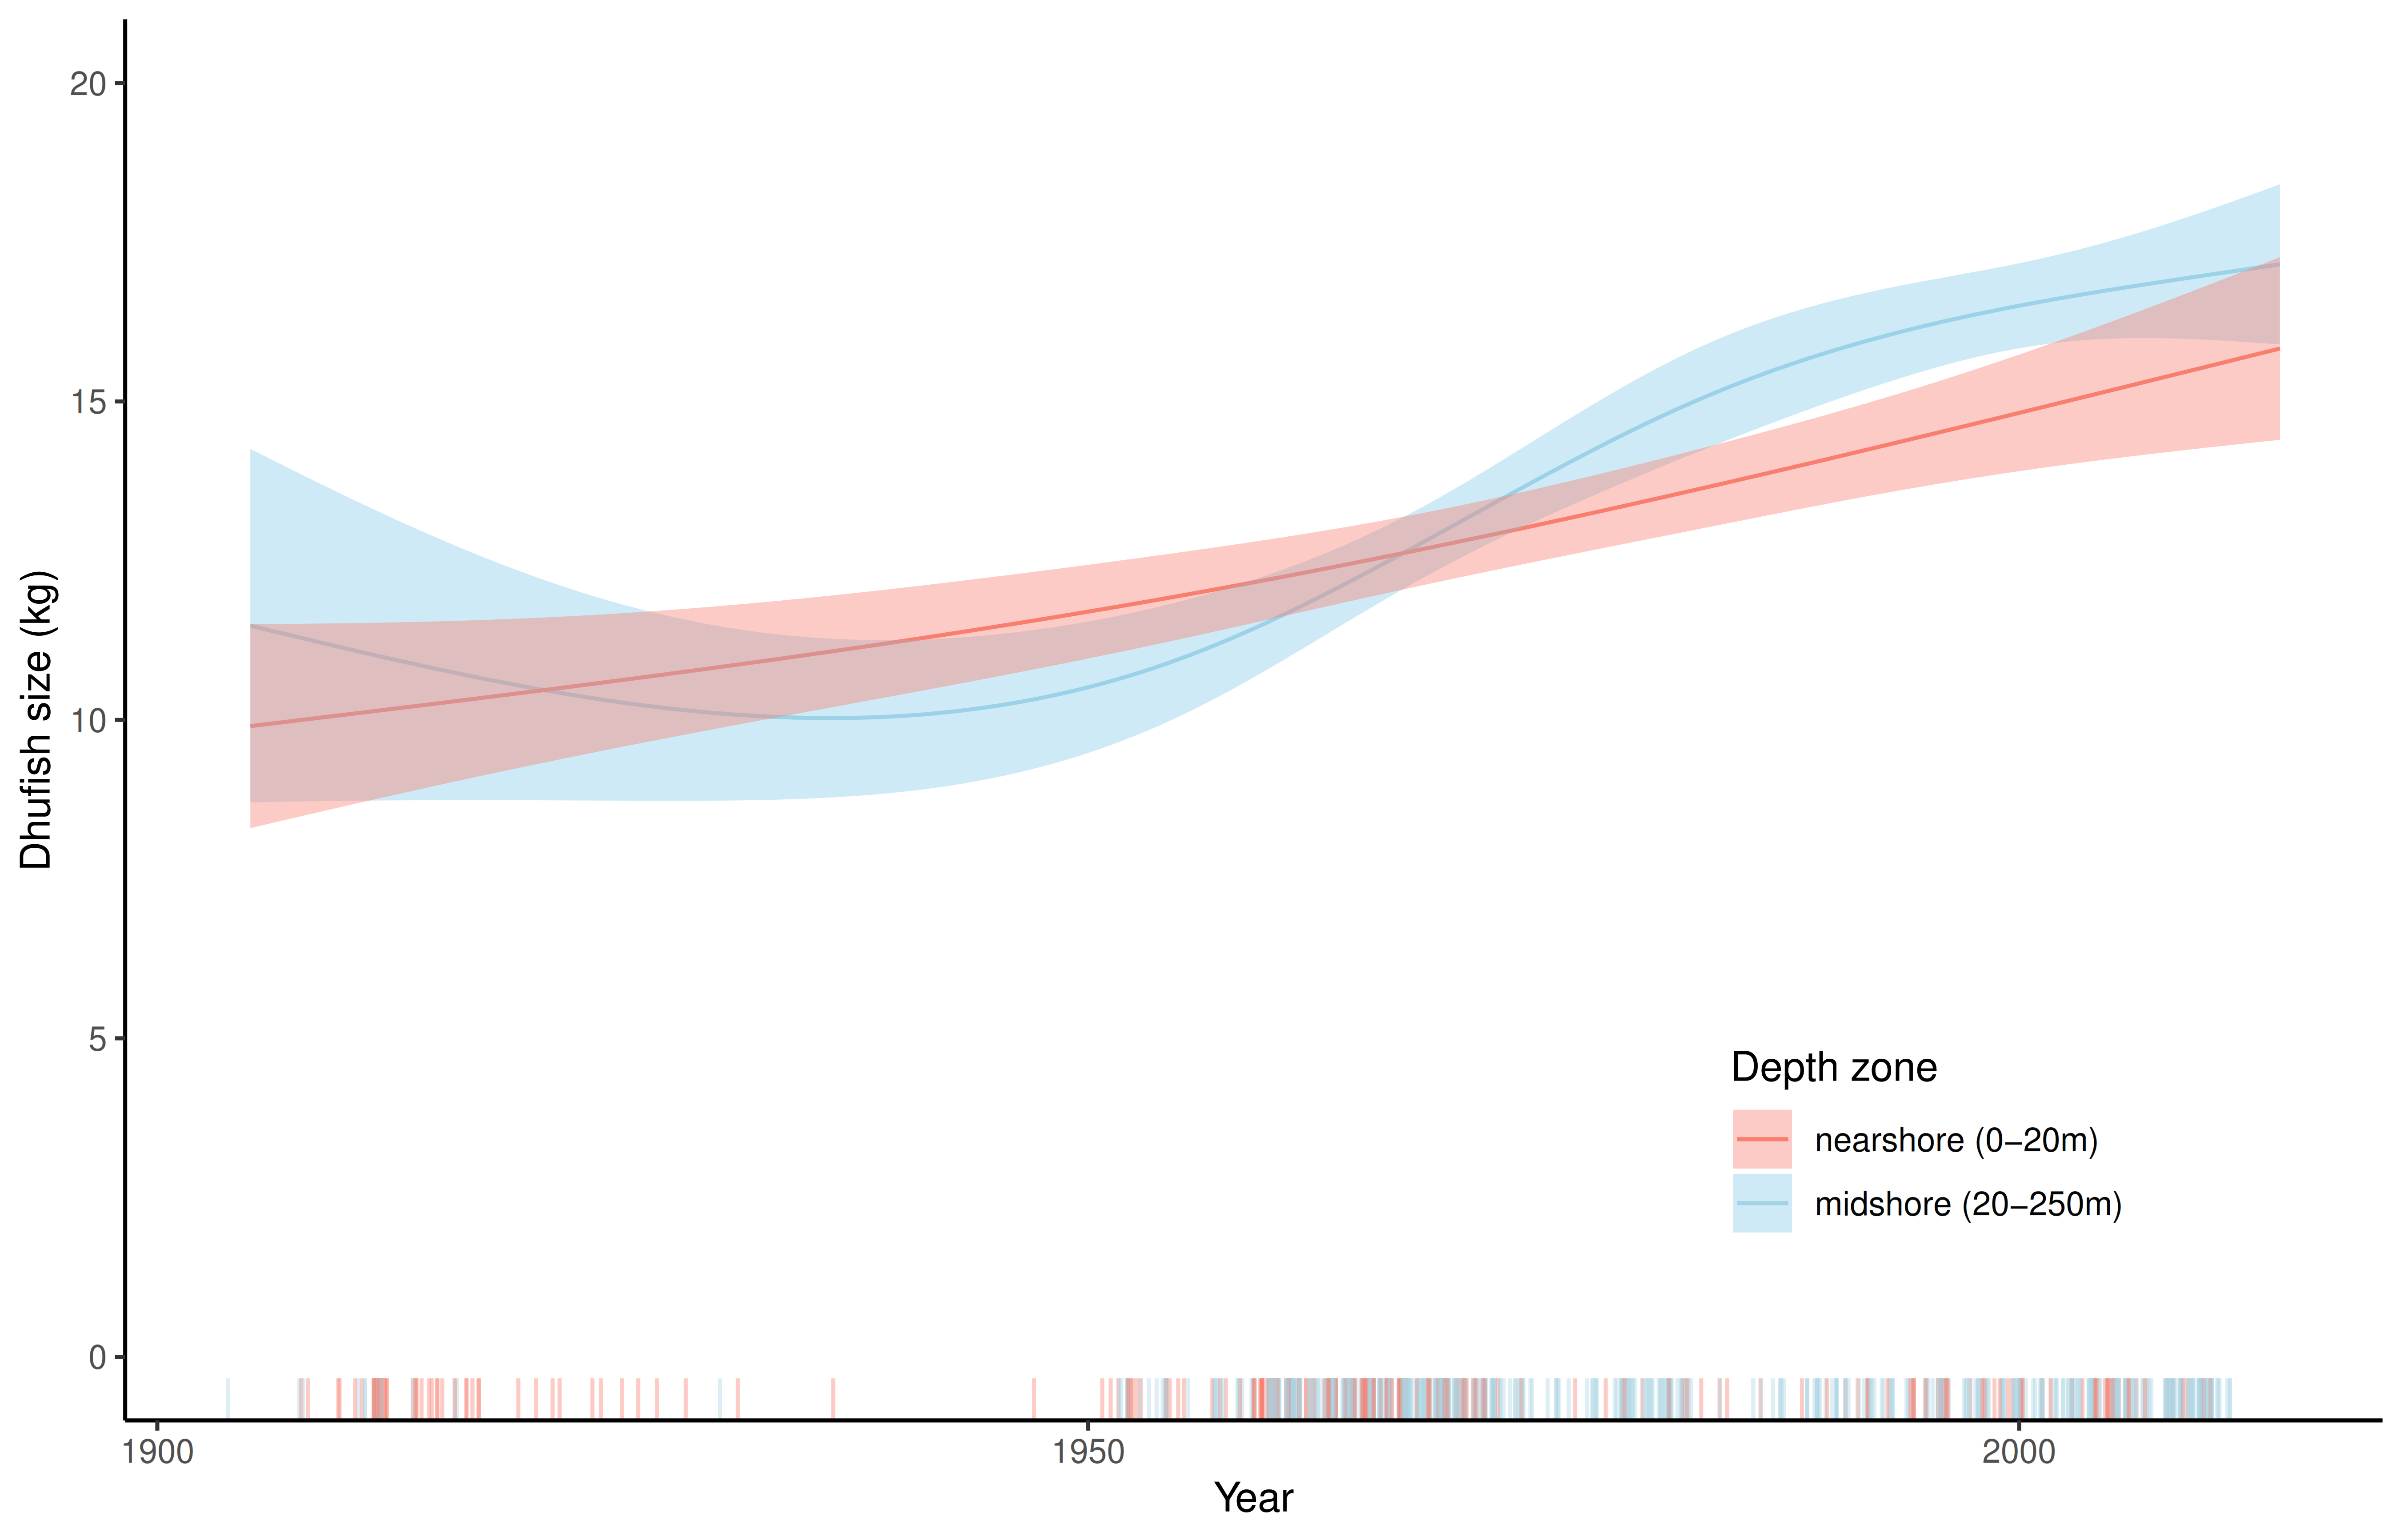 20
15
10
5
0
Dhufish size (kg)
Depth zone
nearshore (0−20m)
midshore (20−250m)
1900 1950 2000
Year